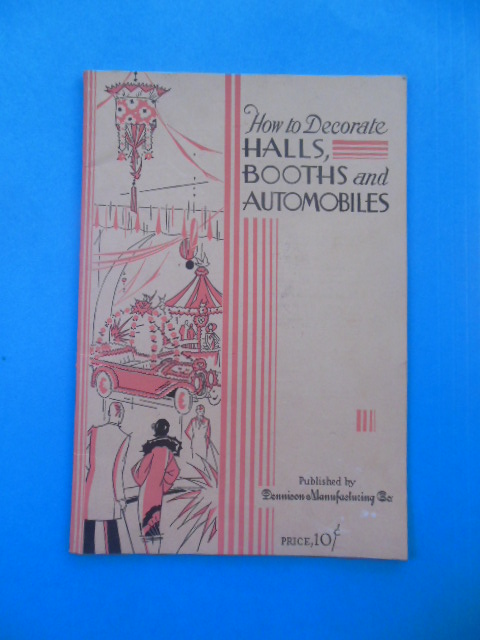 How to Decorate
HALLS,
BOOTHS and
AUTOMOBILES
Published by
Dennison Manufacturing Co
PRICE, 10¢